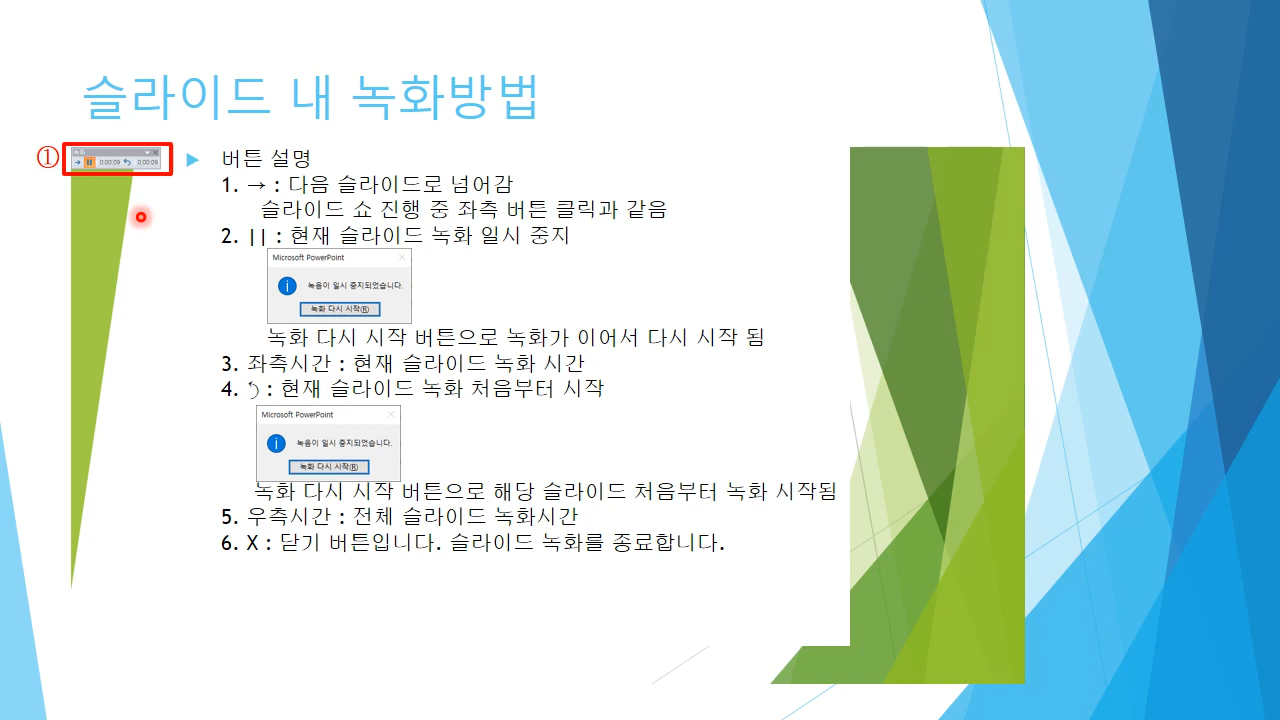 슬라이드 내 녹화방법
①
녹화
0:00:09 0:00:09
버튼 설명
1. → : 다음 슬라이드로 넘어감
슬라이드 쇼 진행 중 좌측 버튼 클릭과 같음
2. || : 현재 슬라이드 녹화 일시 중지
Microsoft PowerPoint
녹음이 일시 중지되었습니다.
녹화 다시 시작(R)
녹화 다시 시작 버튼으로 녹화가 이어서 다시 시작 됨
3. 좌측시간 : 현재 슬라이드 녹화 시간
4. ↶ : 현재 슬라이드 녹화 처음부터 시작
Microsoft PowerPoint
녹음이 일시 중지되었습니다.
녹화 다시 시작(R)
녹화 다시 시작 버튼으로 해당 슬라이드 처음부터 녹화 시작됨
5. 우측시간 : 전체 슬라이드 녹화시간
6. X : 닫기 버튼입니다. 슬라이드 녹화를 종료합니다.